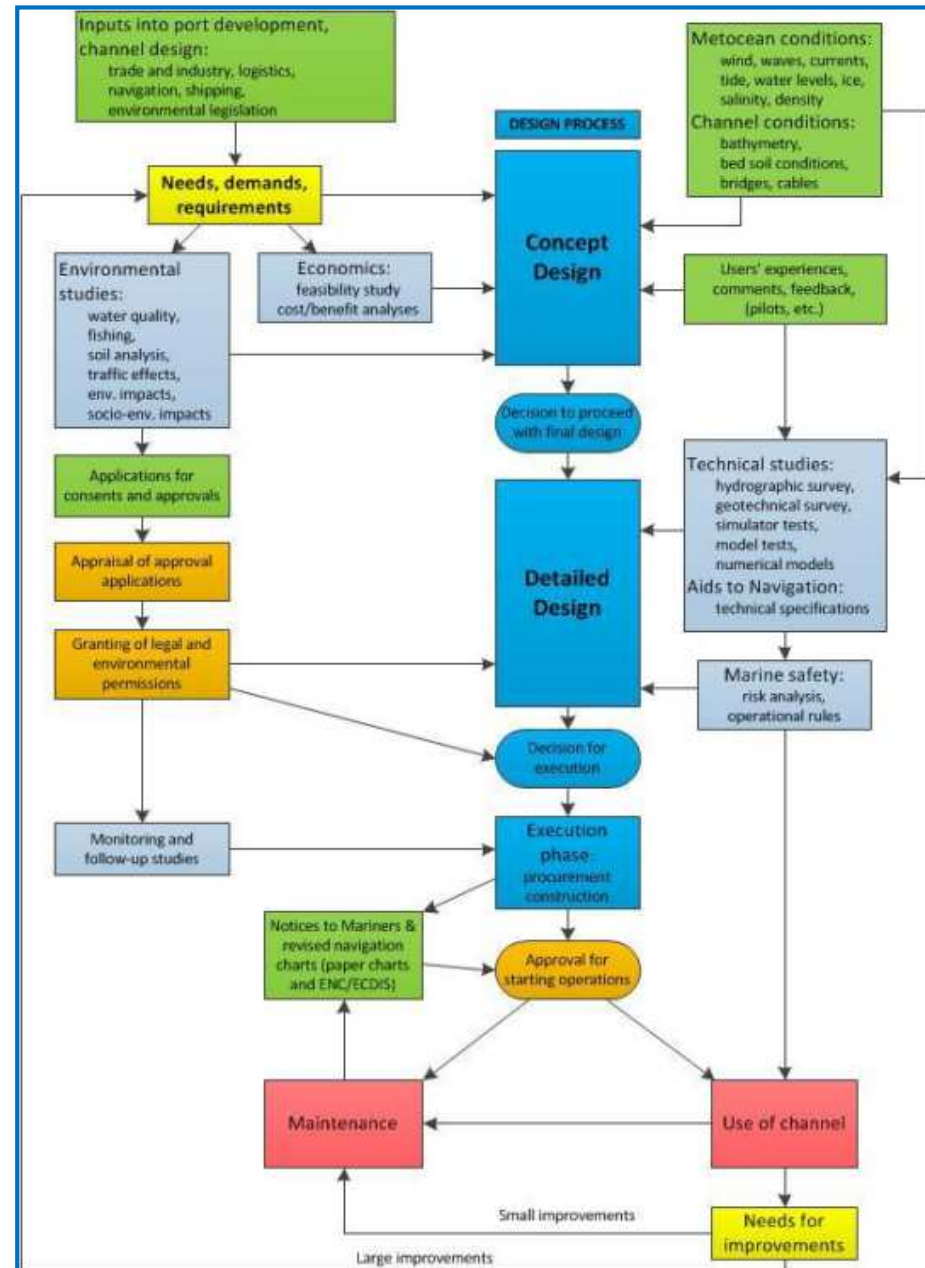 Inputs into port development,
channel design:
trade and industry, logistics,
navigation, shipping,
environmental legislation
Metocean conditions:
wind, waves, currents,
tide, water levels, ice,
salinity, density
Channel conditions:
bathymetry,
bed soil conditions,
bridges, cables
DESIGN PROCESS
Needs, demands,
requirements
Concept
Design
Environmental
studies:
water quality,
fishing,
soil analysis,
traffic effects,
env. impacts,
socio-env. impacts
Economics:
feasibility study
cost/benefit analyses
Users' experiences,
comments, feedback,
(pilots, etc.)
Decision to proceed
with final design
Applications for
consents and approvals
Technical studies:
hydrographic survey,
geotechnical survey,
simulator tests,
model tests,
numerical models
Aids to Navigation:
technical specifications
Appraisal of approval
applications
Detailed
Design
Granting of legal and
environmental
permissions
Marine safety:
risk analysis,
operational rules
Decision for
execution
Monitoring and
follow-up studies
Execution
phase:
procurement
construction
Notices to Mariners &
revised navigation
charts (paper charts
and ENC/ECDIS)
Approval for
starting operations
Maintenance
Use of channel
Small improvements
Needs for
improvements
Large improvements